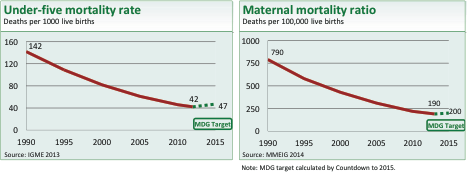 Under-five mortality rate
Deaths per 1000 live births
160
142
120
80
42
47
40
MDG Target
0
1990 1995 2000 2005 2010 2015
Source: IGME 2013
Maternal mortality ratio
Deaths per 100,000 live births
1000
790
750
500
190
200
250
MDG Target
0
1990 1995 2000 2005 2010 2015
Source: MMEIG 2014
Note: MDG target calculated by Countdown to 2015.